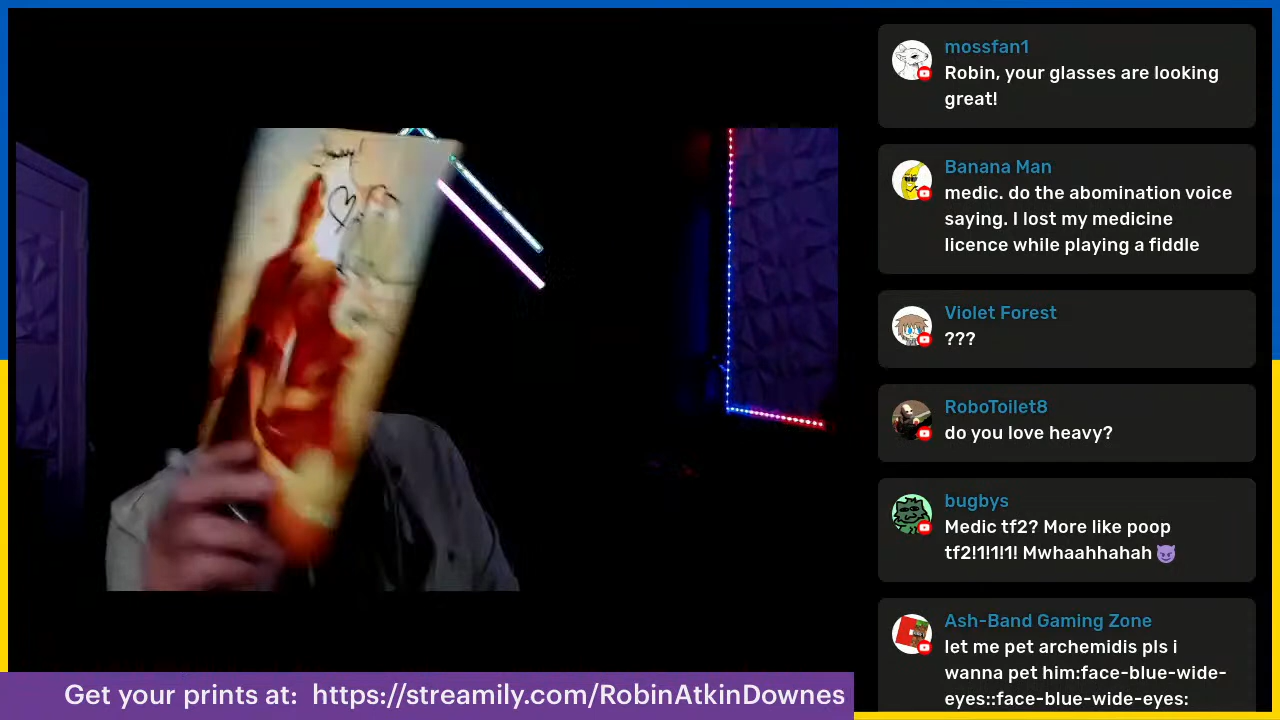 mossfan1
Robin, your glasses are looking
great!
Banana Man
medic. do the abomination voice
saying. I lost my medicine
licence while playing a fiddle
Violet Forest
???
RoboToilet8
do you love heavy?
bugbys
Medic tf2? More like poop
tf2!1!1!1! Mwhaahhahah 😈
Ash-Band Gaming Zone
let me pet archemidis pls i
wanna pet him:face-blue-wide-
eyes::face-blue-wide-eyes:
Get your prints at: https://streamily.com/RobinAtkinDownes